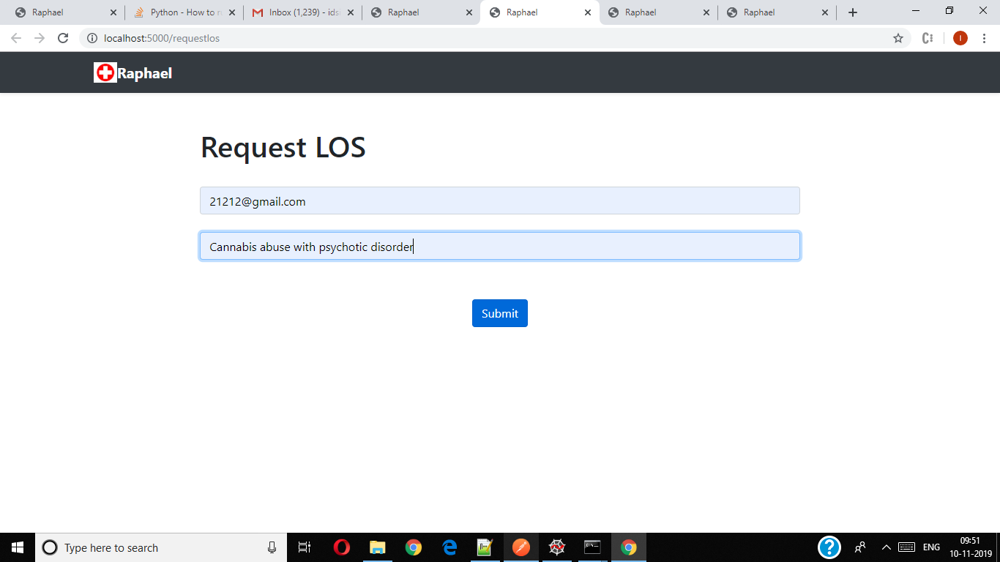 Raphael
Python - How to r
Inbox (1,239) - ids
Raphael
Raphael
Raphael
Raphael
localhost:5000/requestlos
I
Raphael
Request LOS
21212@gmail.com
Cannabis abuse with psychotic disorder
Submit
Type here to search
ENG
09:51
10-11-2019